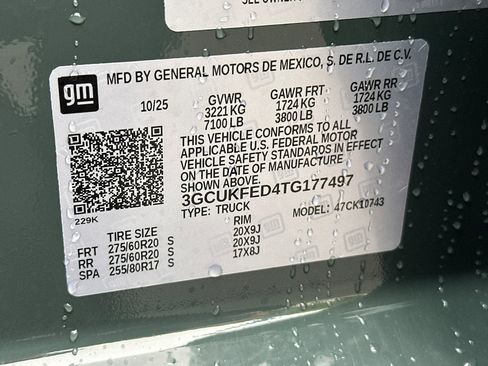 MFD BY GENERAL MOTORS DE MEXICO, S. DE R.L. DE C.V.
gm
10/25 GVWR GAWR FRT GAWR RR
3221 KG 1724 KG 1724 KG
7100 LB 3800 LB 3800 LB
THIS VEHICLE CONFORMS TO ALL
APPLICABLE U.S. FEDERAL MOTOR
VEHICLE SAFETY STANDARDS IN EFFECT
ON THE DATE OF MANUFACTURE
SHOWN ABOVE.
3GCUKFED4TG177497
229K TYPE: TRUCK MODEL: 47CK10743
TIRE SIZE RIM
FRT 275/60R20 S 20X9J
RR 275/60R20 S 20X9J
SPA 255/80R17 S 17X8J